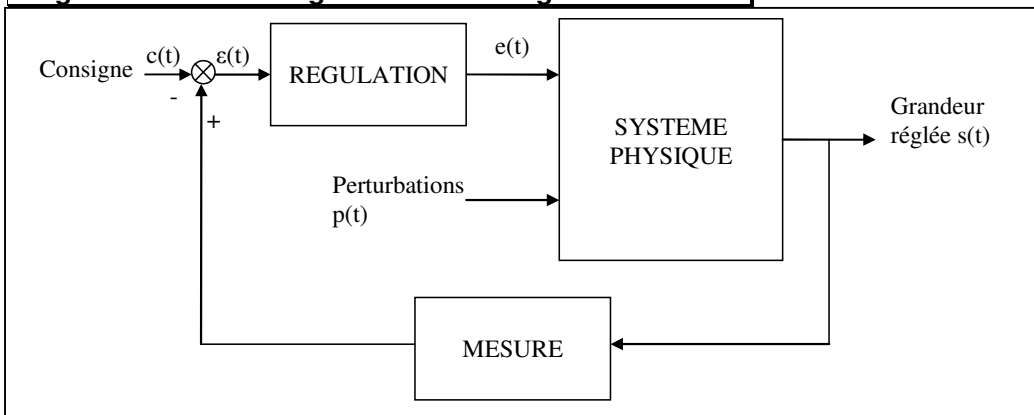 Consigne
c(t)
ε(t)
REGULATION
e(t)
-
+
SYSTEME
PHYSIQUE
Grandeur
réglée s(t)
Perturbations
p(t)
MESURE